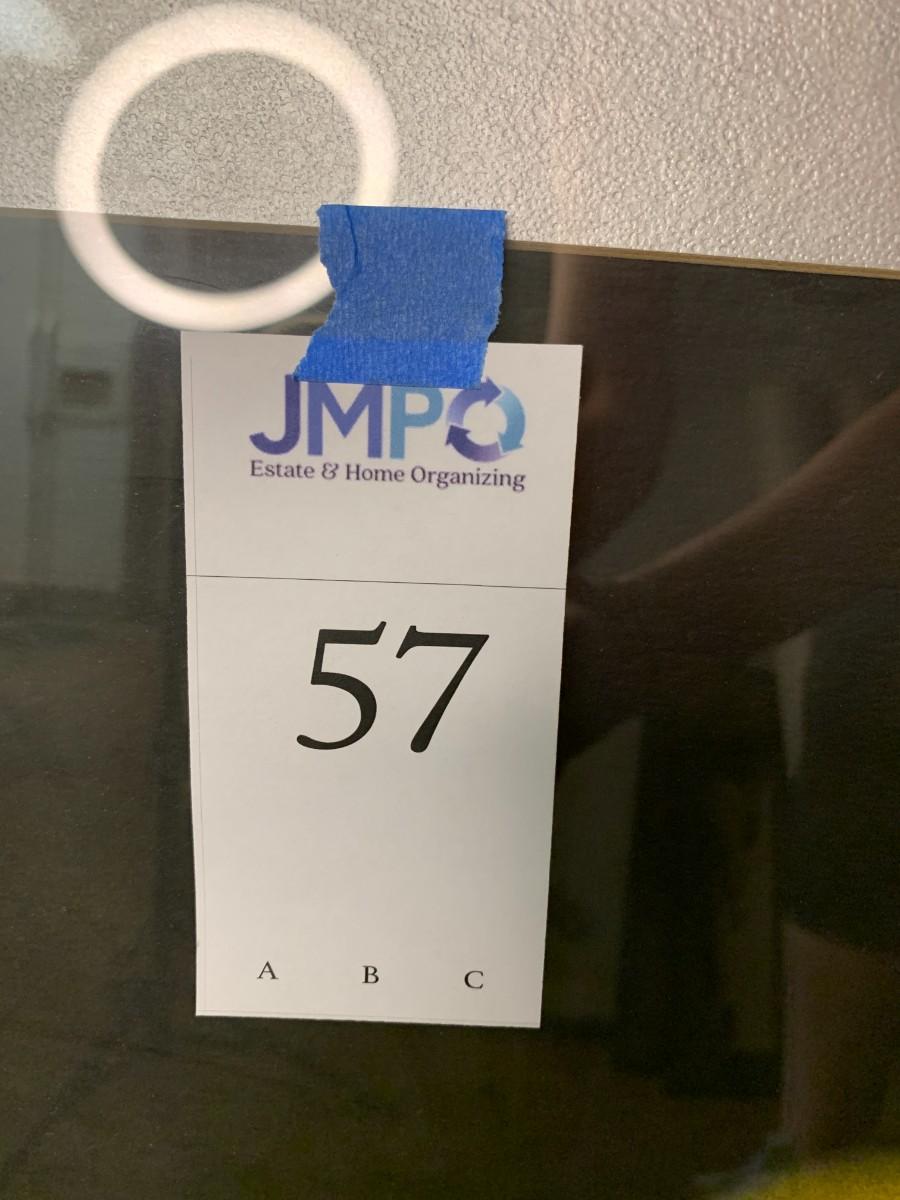 JMPO
Estate & Home Organizing
57
A B C